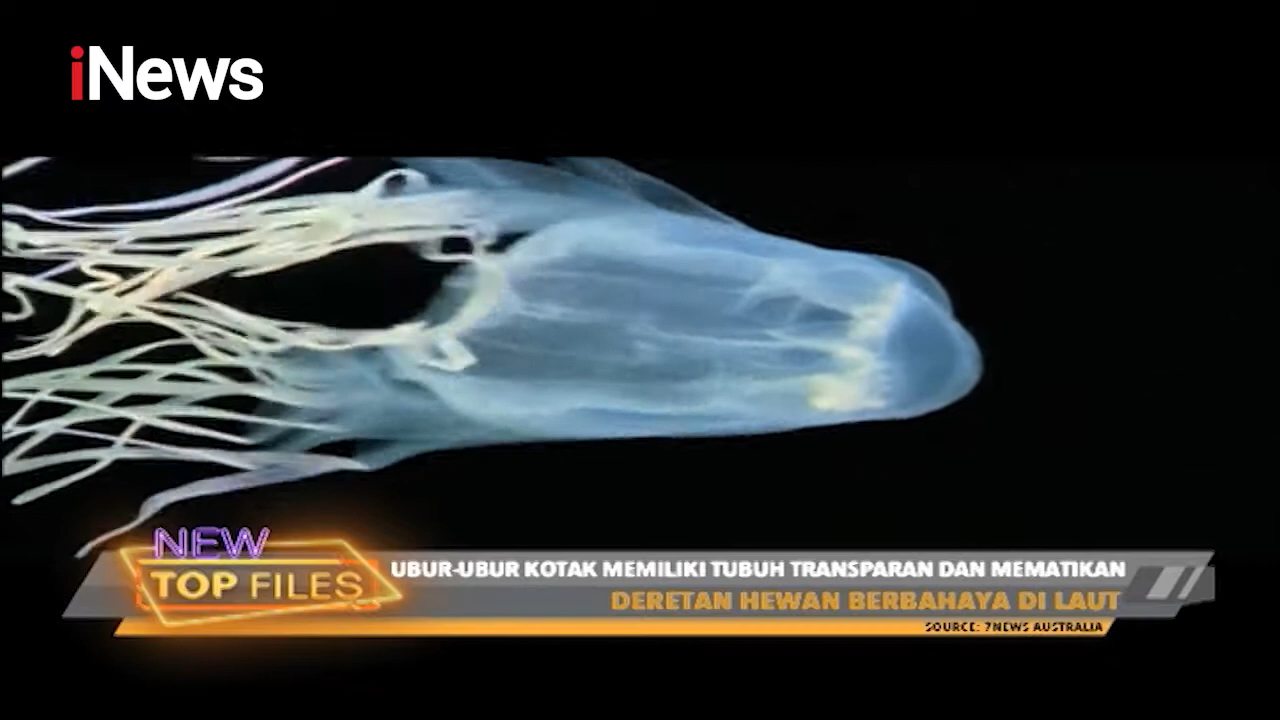 iNews
NEW
TOP FILES
UBUR-UBUR KOTAK MEMILIKI TUBUH TRANSPARAN DAN MEMATIKAN
DERETAN HEWAN BERBAHAYA DI LAUT
SOURCE: 7NEWS AUSTRALIA